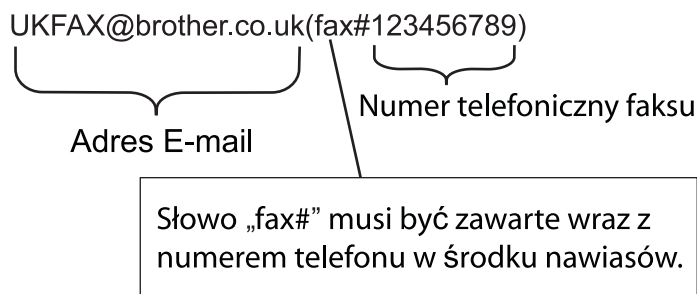 UKFAX@brother.co.uk(fax#123456789)
Numer telefoniczny faksu
Adres E-mail
Słowo „fax#” musi być zawarte wraz z
numerem telefonu w środku nawiasów.